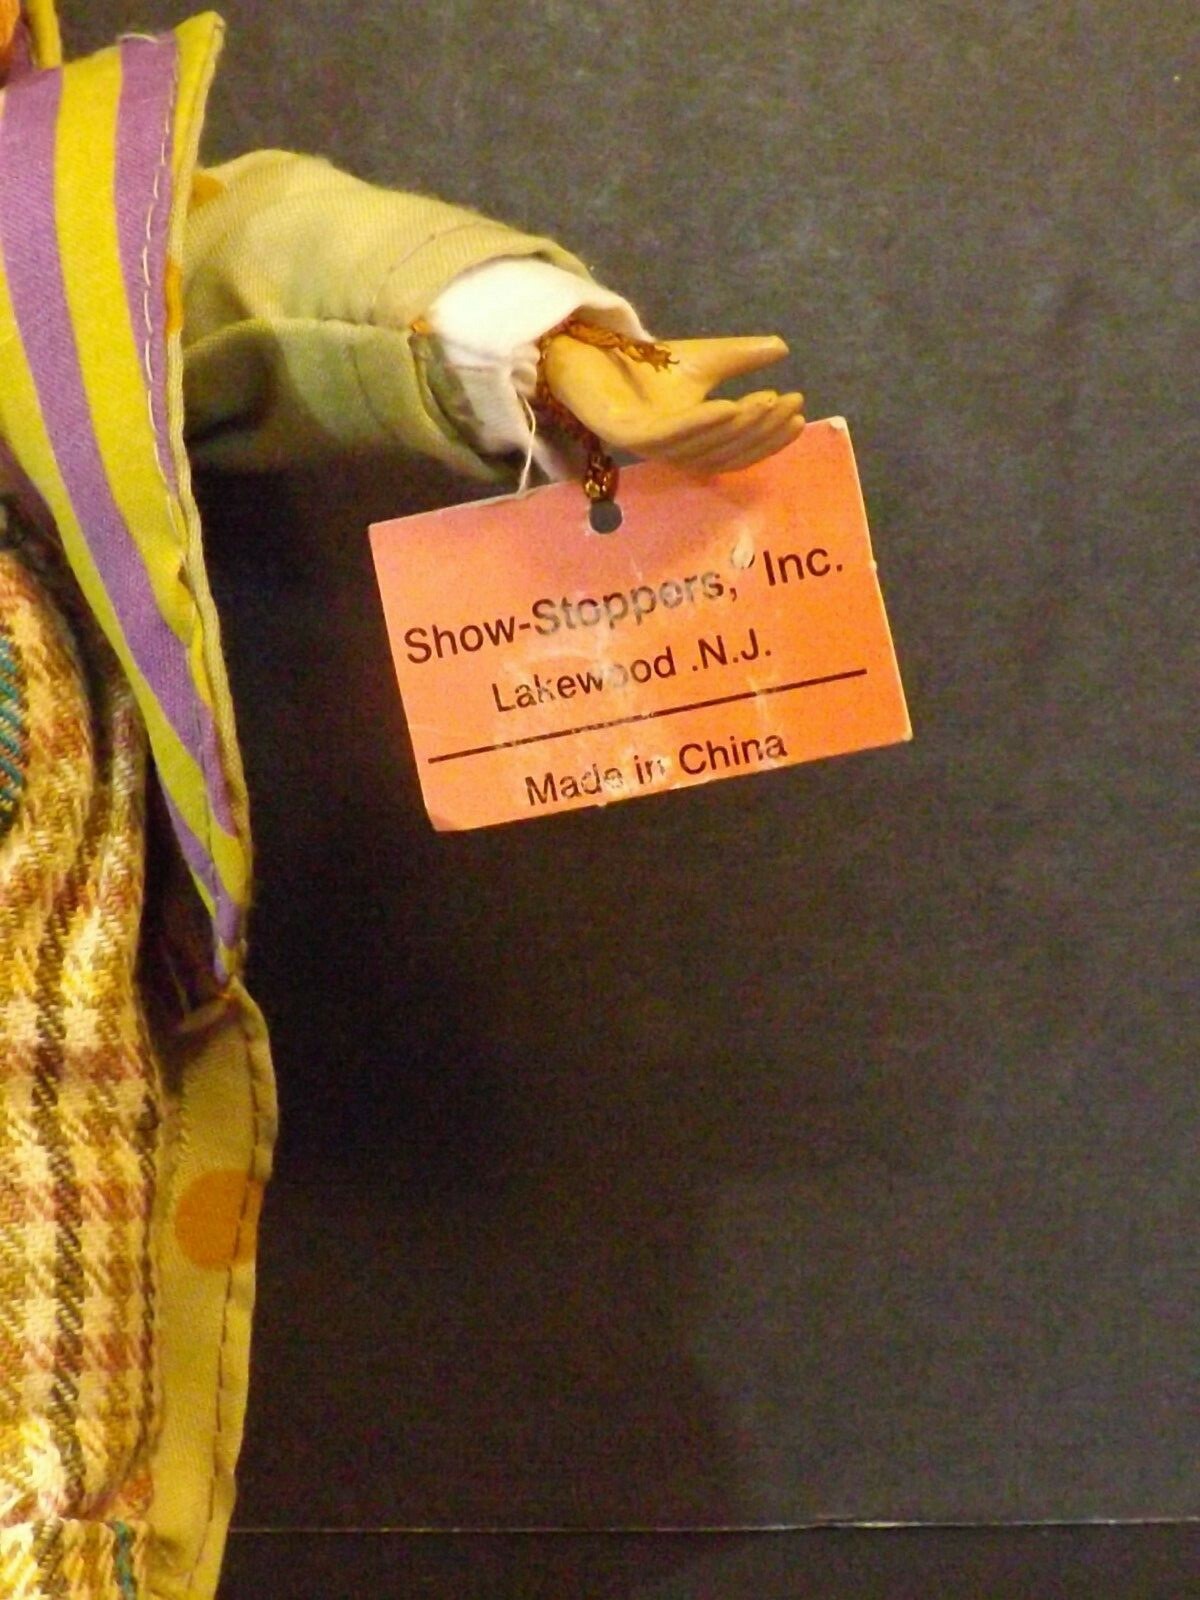 Show-Stoppers,® Inc.
Lakewood .N.J.
Made in China